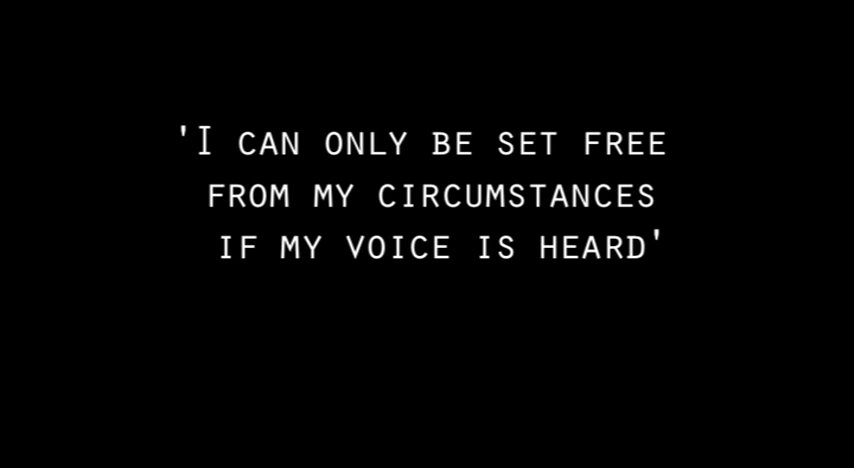 'I CAN ONLY BE SET FREE
FROM MY CIRCUMSTANCES
IF MY VOICE IS HEARD'